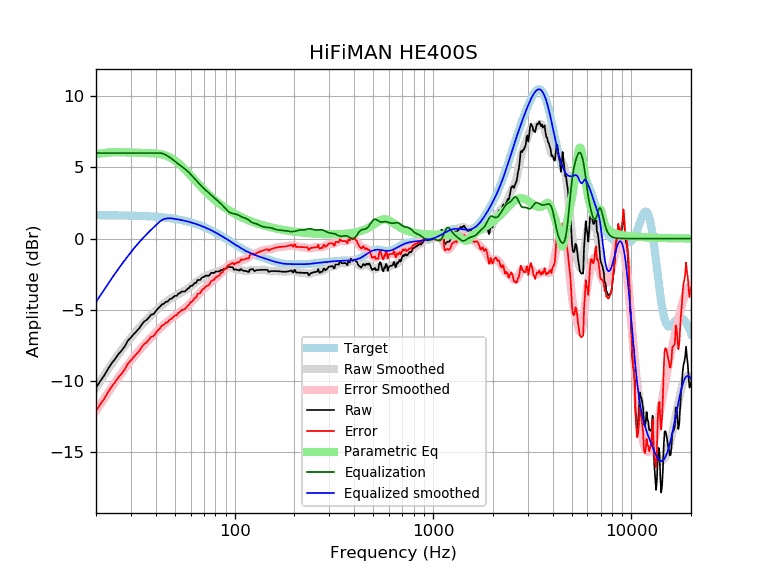 HiFiMAN HE400S
Amplitude (dBr)
10
5
0
−5
−10
−15
Target
Raw Smoothed
Error Smoothed
Raw
Error
Parametric Eq
Equalization
Equalized smoothed
100
1000
10000
Frequency (Hz)